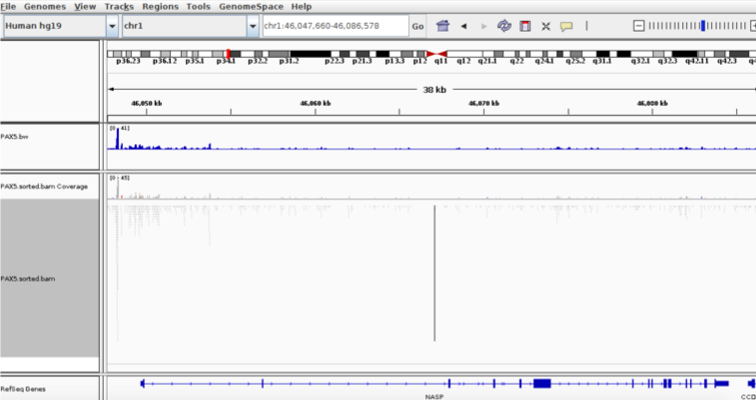 File Genomes View Tracks Regions Tools GenomeSpace Help
Human hg19 chr1 chr1:46,047,660-46,086,578 Go
p36.23 p36.12 p35.1 p34.1 p32.2 p31.2 p22.3 p21.3 p13.3 p12 q11 q12 q21.1 q22 q24.1 q25.2 q31.1 q32.1 q32.3 q42.11 q42.3
38 kb
46,050 kb 46,060 kb 46,070 kb 46,080 kb
[0 - 41]
PAX5.bw
[0 - 45]
PAX5.sorted.bam Coverage
PAX5.sorted.bam
RefSeq Genes
NASP